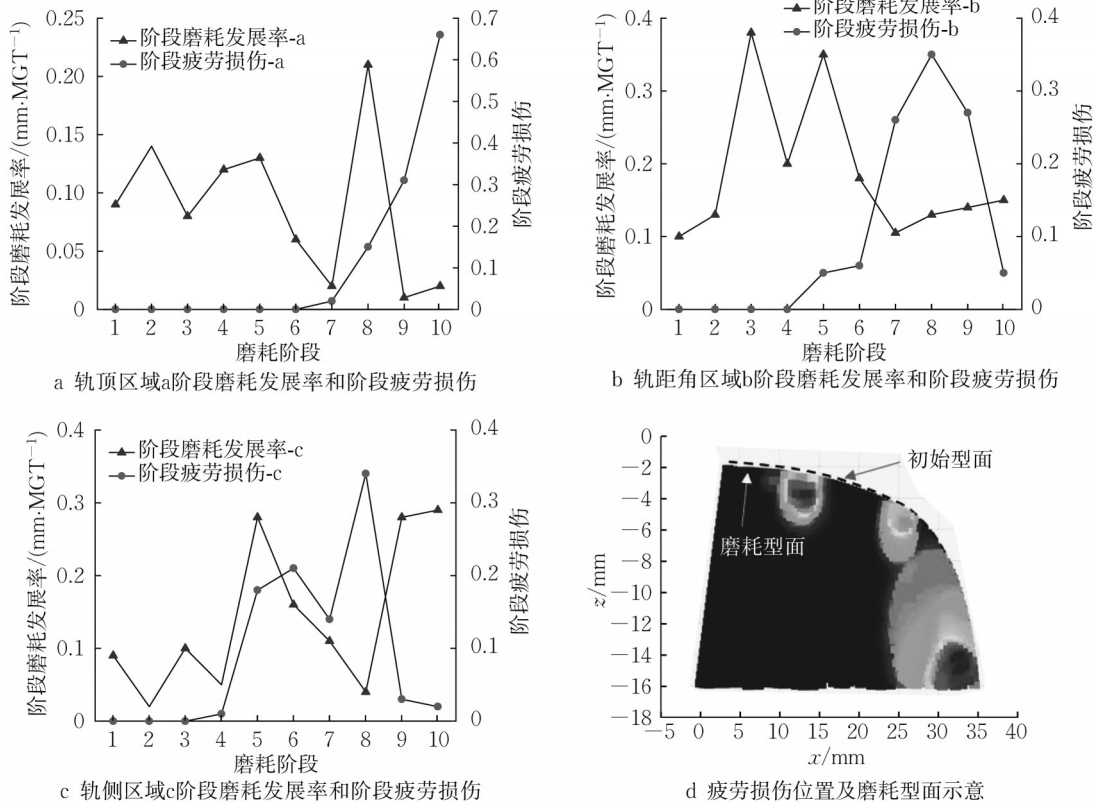 阶段磨耗发展率-a
阶段疲劳损伤-a
阶段磨耗发展率/(mm·MGT⁻¹)
0.25
0.20
0.15
0.10
0.05
0
0.7
0.6
0.5
0.4
0.3
0.2
0.1
0
阶段疲劳损伤
1 2 3 4 5 6 7 8 9 10
磨耗阶段
a 轨顶区域a阶段磨耗发展率和阶段疲劳损伤
阶段磨耗发展率-b
阶段疲劳损伤-b
阶段磨耗发展率/(mm·MGT⁻¹)
0.4
0.3
0.2
0.1
0
0.4
0.3
0.2
0.1
0
阶段疲劳损伤
1 2 3 4 5 6 7 8 9 10
磨耗阶段
b 轨距角区域b阶段磨耗发展率和阶段疲劳损伤
阶段磨耗发展率-c
阶段疲劳损伤-c
阶段磨耗发展率/(mm·MGT⁻¹)
0.4
0.3
0.2
0.1
0
0.4
0.3
0.2
0.1
0
阶段疲劳损伤
1 2 3 4 5 6 7 8 9 10
磨耗阶段
c 轨侧区域c阶段磨耗发展率和阶段疲劳损伤
初始型面
磨耗型面
z/mm
0
−2
−4
−6
−8
−10
−12
−14
−16
−18
−5 0 5 10 15 20 25 30 35 40
x/mm
d 疲劳损伤位置及磨耗型面示意